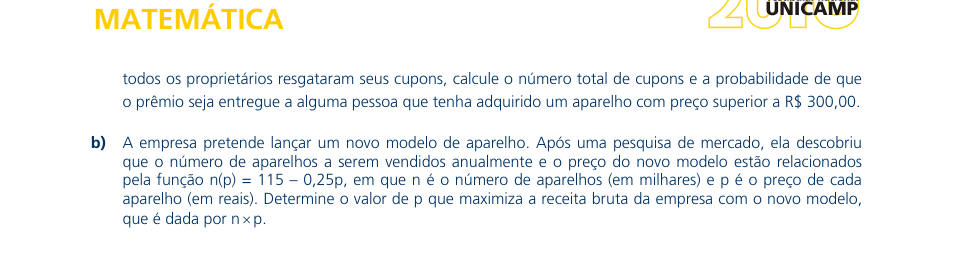 MATEMÁTICA
UNICAMP
todos os proprietários resgataram seus cupons, calcule o número total de cupons e a probabilidade de que
o prêmio seja entregue a alguma pessoa que tenha adquirido um aparelho com preço superior a R$ 300,00.
b) A empresa pretende lançar um novo modelo de aparelho. Após uma pesquisa de mercado, ela descobriu
que o número de aparelhos a serem vendidos anualmente e o preço do novo modelo estão relacionados
pela função n(p) = 115 – 0,25p, em que n é o número de aparelhos (em milhares) e p é o preço de cada
aparelho (em reais). Determine o valor de p que maximiza a receita bruta da empresa com o novo modelo,
que é dada por n × p.